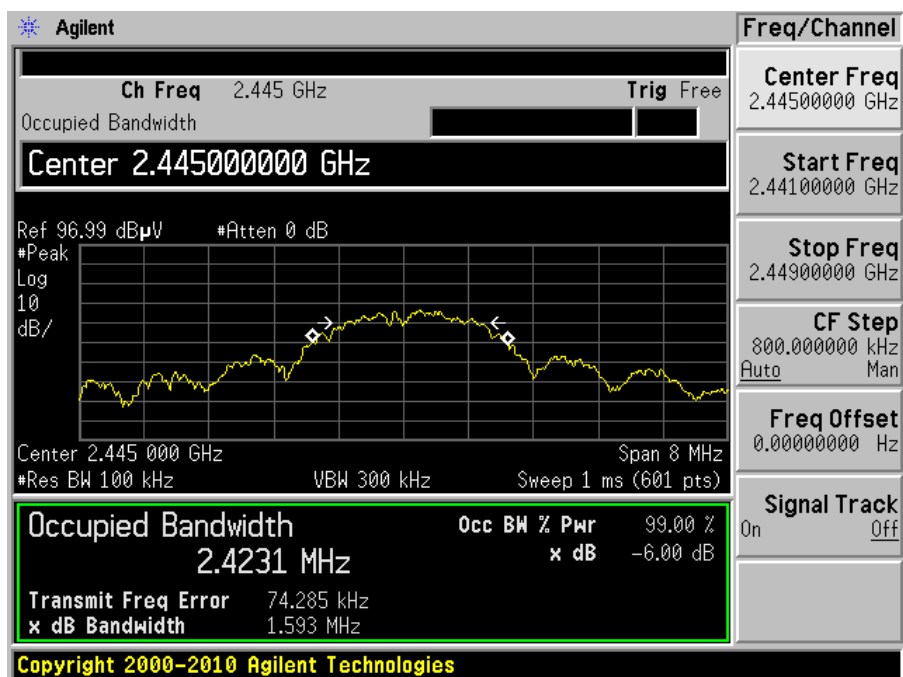 Agilent
Freq/Channel
Ch Freq 2.445 GHz Trig Free
Occupied Bandwidth
Center 2.445000000 GHz
Ref 96.99 dBµV #Atten 0 dB
#Peak
Log
10
dB/
Center 2.445 000 GHz Span 8 MHz
#Res BW 100 kHz VBW 300 kHz Sweep 1 ms (601 pts)
Occupied Bandwidth
2.4231 MHz
Occ BW % Pwr 99.00 %
x dB -6.00 dB
Transmit Freq Error 74.285 kHz
x dB Bandwidth 1.593 MHz
Copyright 2000-2010 Agilent Technologies
Center Freq
2.44500000 GHz
Start Freq
2.44100000 GHz
Stop Freq
2.44900000 GHz
CF Step
800.000000 kHz
Auto Man
Freq Offset
0.00000000 Hz
Signal Track
On Off